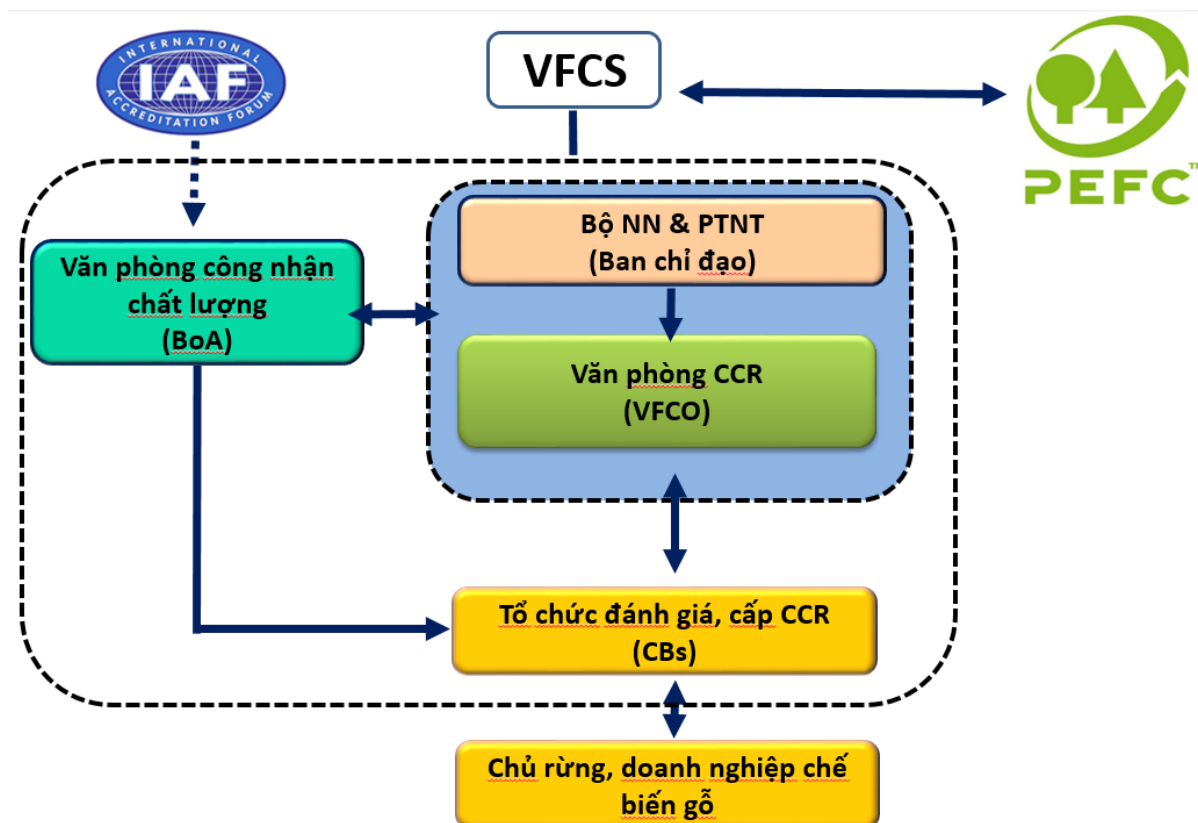 INTERNATIONAL
IAF
ACCREDITATION FORUM
VFCS
PEFC™
Bộ NN & PTNT
(Ban chỉ đạo)
Văn phòng công nhận
chất lượng
(BoA)
Văn phòng CCR
(VFCO)
Tổ chức đánh giá, cấp CCR
(CBs)
Chủ rừng, doanh nghiệp chế
biến gỗ